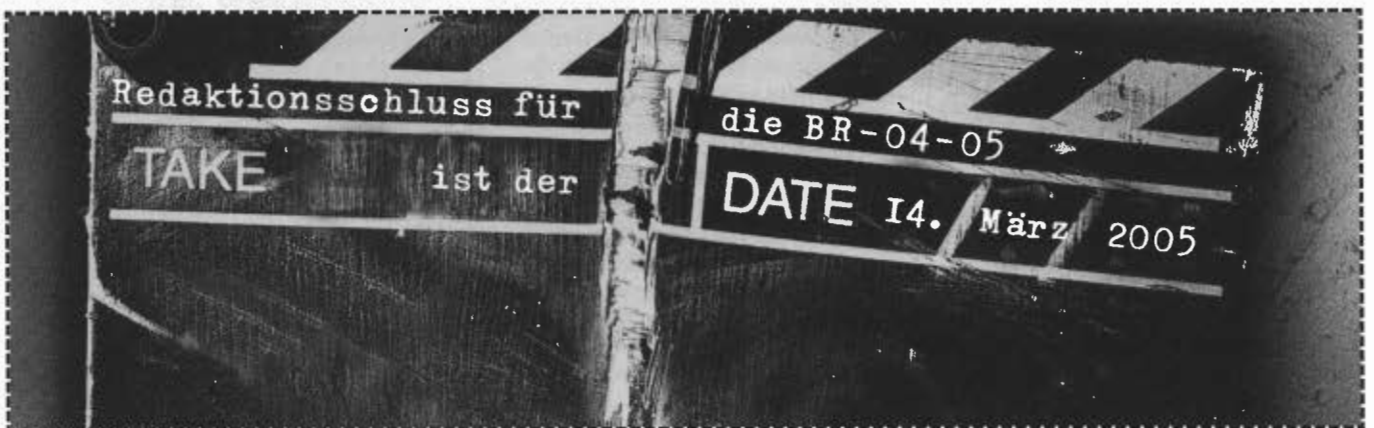 Redaktionsschluss für die BR-04-05
TAKE ist der DATE 14. März 2005